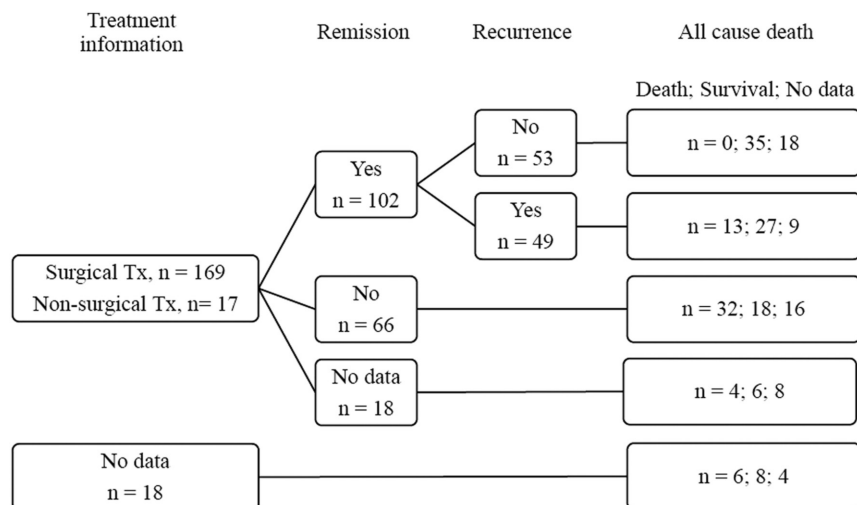 Treatment
information
Remission
Recurrence
All cause death
Death; Survival; No data
No
n = 53
n = 0; 35; 18
Yes
n = 102
Yes
n = 49
n = 13; 27; 9
Surgical Tx, n = 169
Non-surgical Tx, n= 17
No
n = 66
n = 32; 18; 16
No data
n = 18
n = 4; 6; 8
No data
n = 18
n = 6; 8; 4